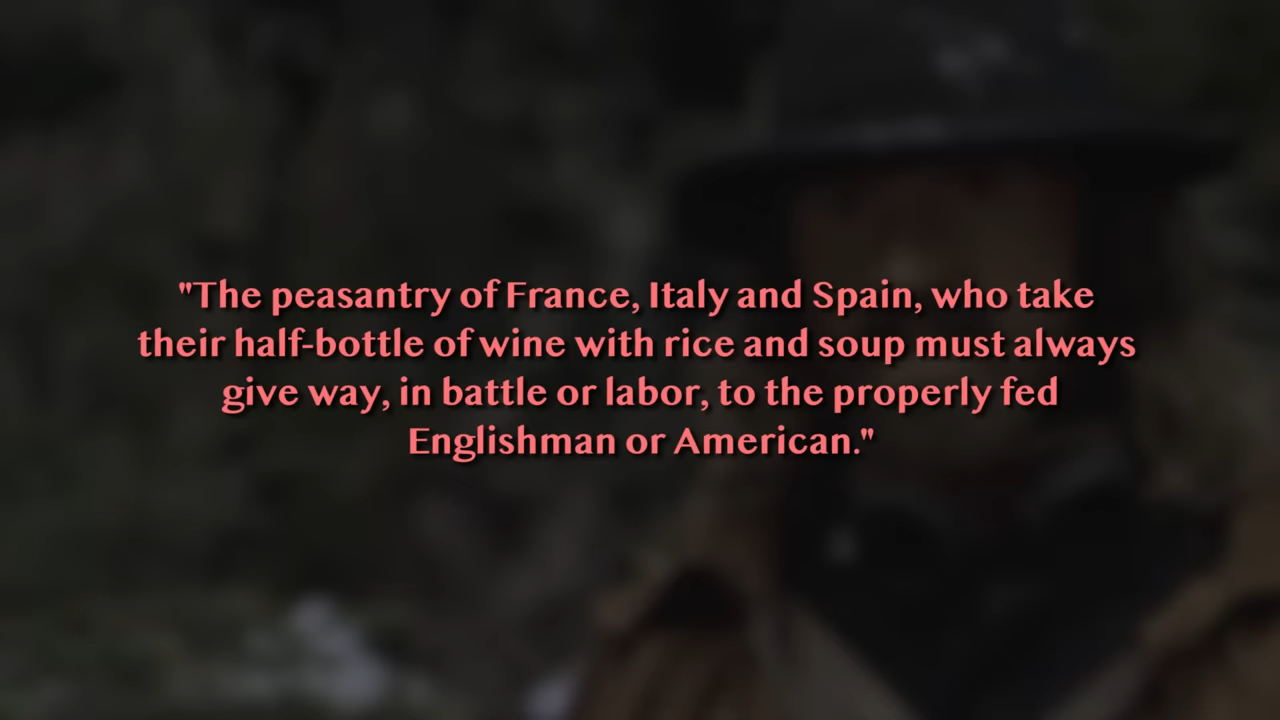 "The peasantry of France, Italy and Spain, who take
their half-bottle of wine with rice and soup must always
give way, in battle or labor, to the properly fed
Englishman or American."